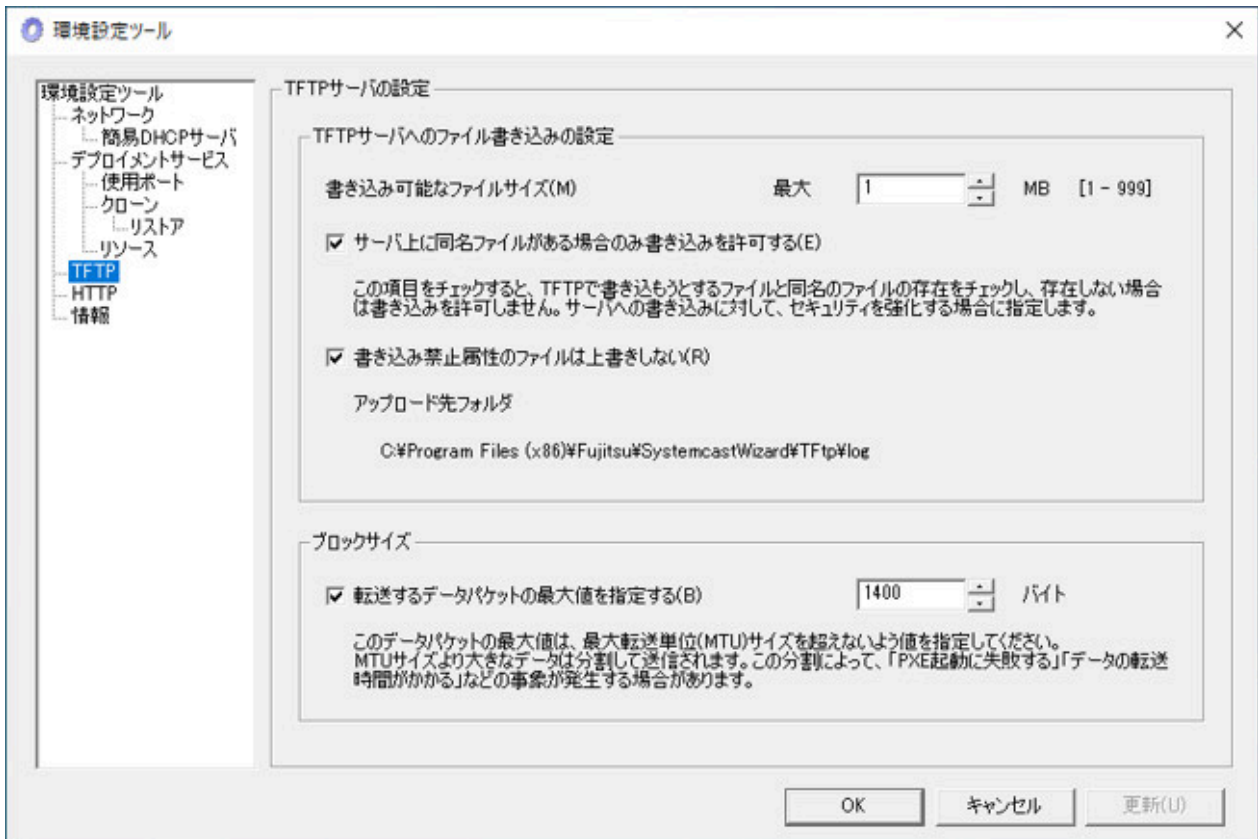 環境設定ツール
環境設定ツール
ネットワーク
簡易DHCPサーバ
デプロイメントサービス
使用ポート
クローン
リストア
リソース
TFTP
HTTP
情報
TFTPサーバの設定
TFTPサーバへのファイル書き込みの設定
書き込み可能なファイルサイズ(M) 最大 1 MB [1 - 999]
サーバ上に同名ファイルがある場合のみ書き込みを許可する(E)
この項目をチェックすると、TFTPで書き込もうとするファイルと同名のファイルの存在をチェックし、存在しない場合
は書き込みを許可しません。サーバへの書き込みに対して、セキュリティを強化する場合に指定します。
書き込み禁止属性のファイルは上書きしない(R)
アップロード先フォルダ
C:¥Program Files (x86)¥Fujitsu¥SystemcastWizard¥TFtp¥log
ブロックサイズ
転送するデータパケットの最大値を指定する(B) 1400 バイト
このデータパケットの最大値は、最大転送単位(MTU)サイズを超えないよう値を指定してください。
MTUサイズより大きなデータは分割して送信されます。この分割によって、「PXE起動に失敗する」「データの転送
時間がかかる」などの事象が発生する場合があります。
OK キャンセル 更新(U)